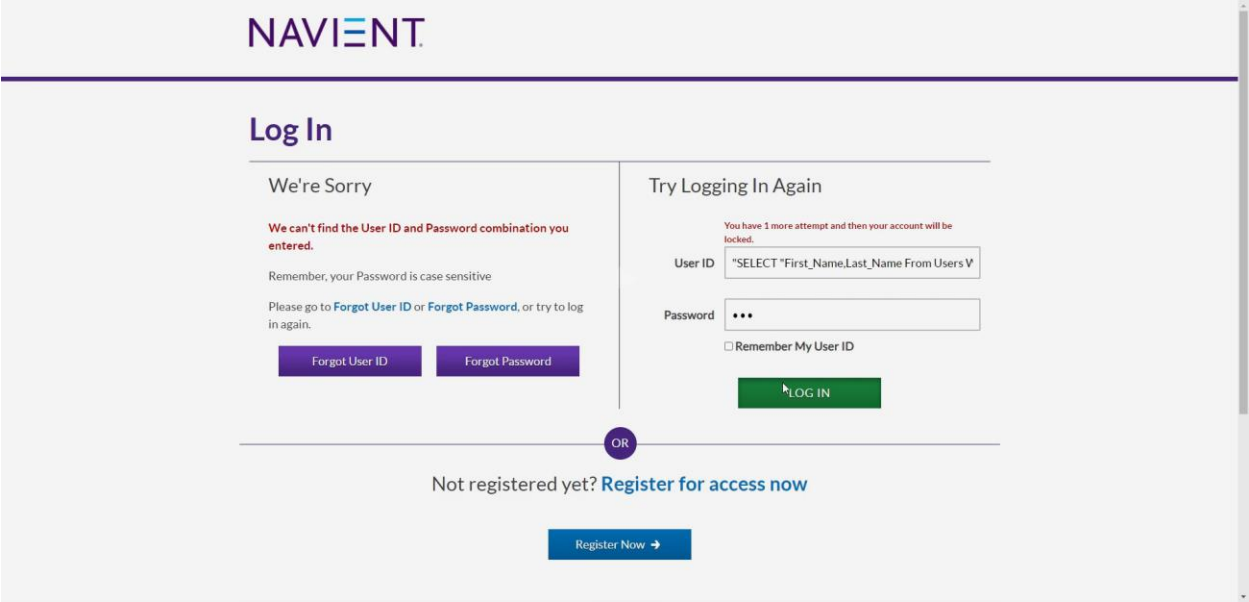 NAVIENT
Log In
We're Sorry
We can't find the User ID and Password combination you
entered.
Remember, your Password is case sensitive
Please go to Forgot User ID or Forgot Password, or try to log
in again.
Forgot User ID
Forgot Password
Try Logging In Again
You have 1 more attempt and then your account will be
locked.
User ID
"SELECT "First_Name,Last_Name From Users W
Password
Remember My User ID
LOG IN
OR
Not registered yet? Register for access now
Register Now